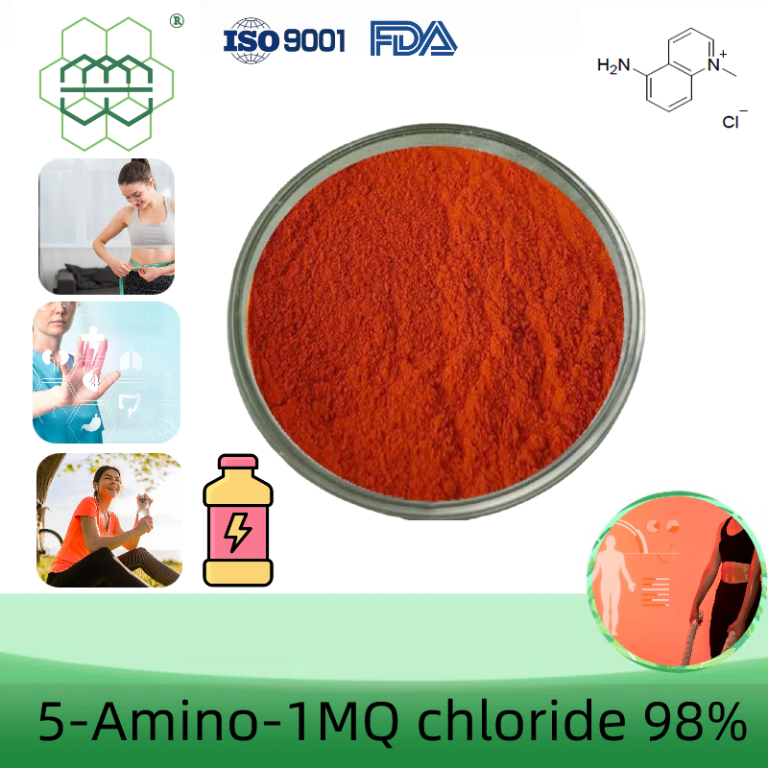 ®
ISO 9001 FDA
H₂N
N⁺
Cl⁻
5-Amino-1MQ chloride 98%